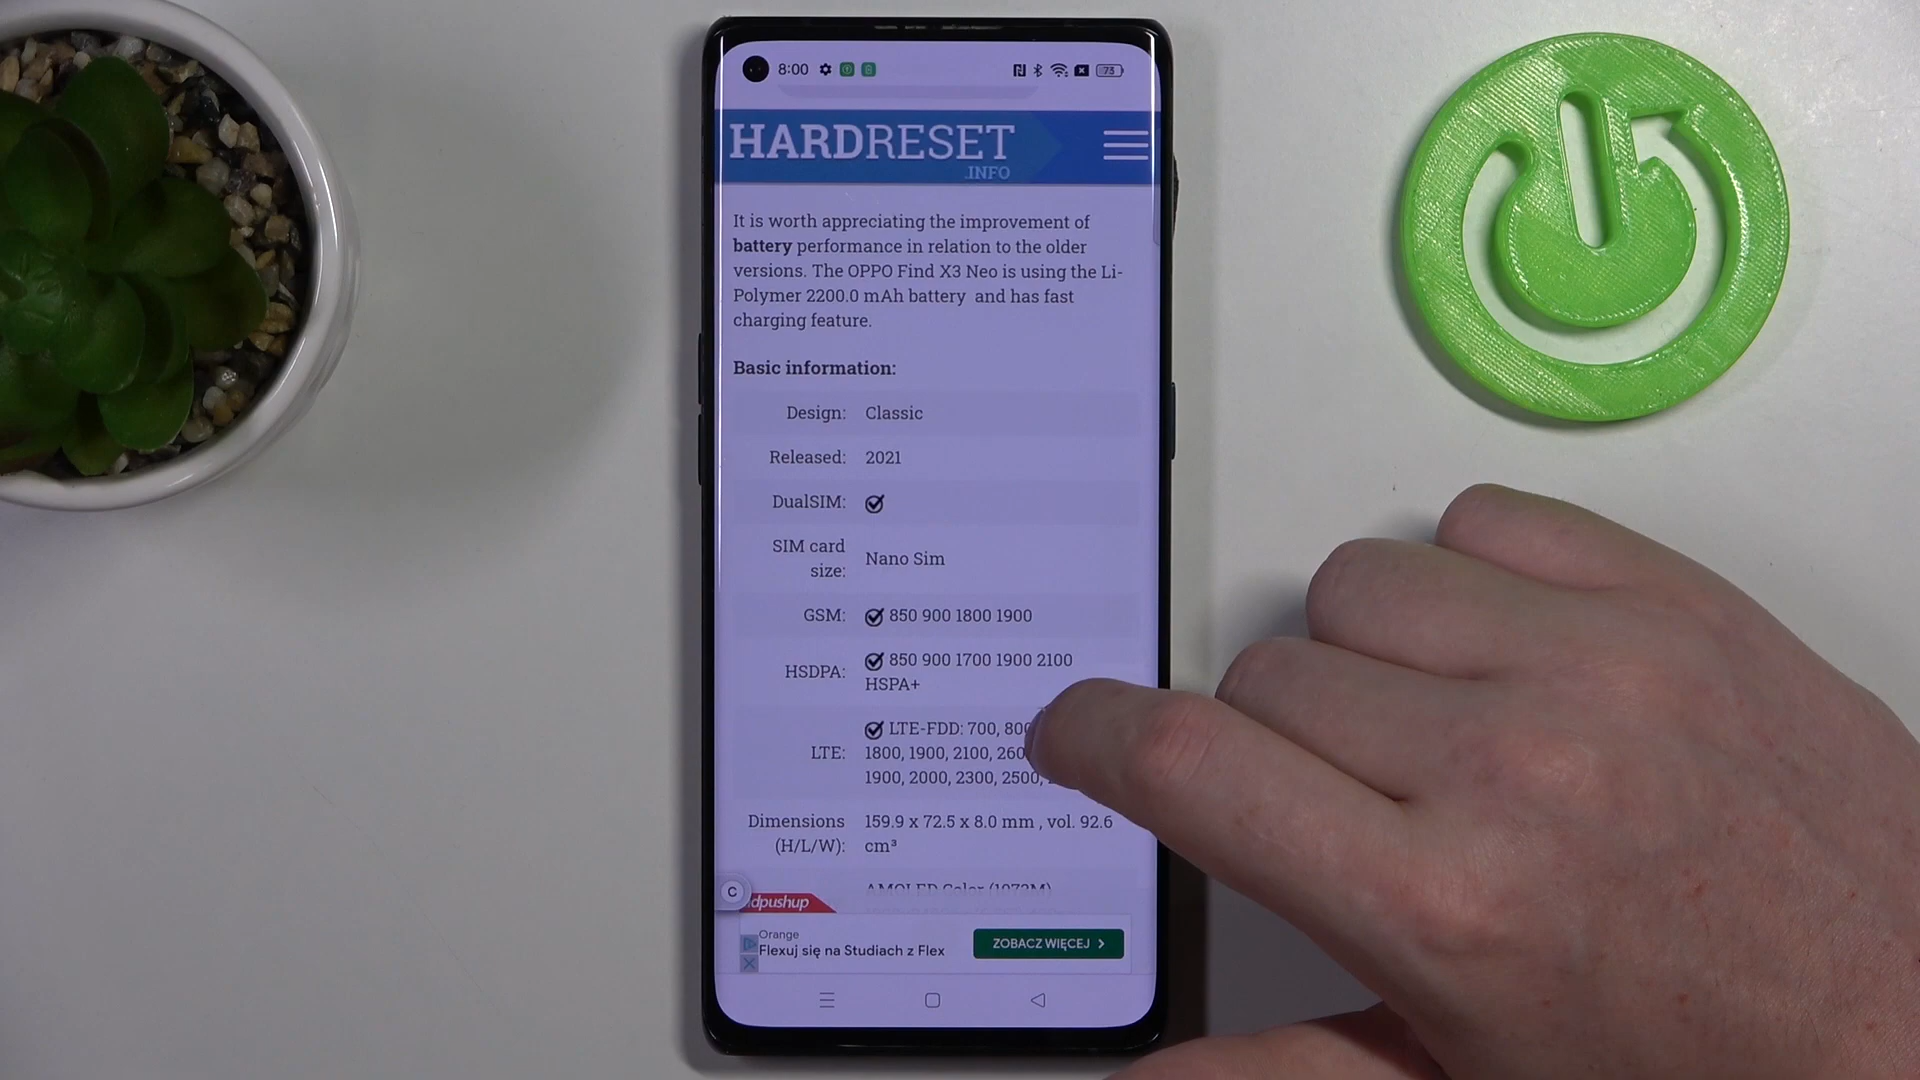 8:00
73
HARDRESET
.INFO
It is worth appreciating the improvement of
battery performance in relation to the older
versions. The OPPO Find X3 Neo is using the Li-
Polymer 2200.0 mAh battery and has fast
charging feature.
Basic information:
Design: Classic
Released: 2021
DualSIM:
SIM card
size: Nano Sim
GSM: 850 900 1800 1900
HSDPA: 850 900 1700 1900 2100
HSPA+
LTE: LTE-FDD: 700, 800
1800, 1900, 2100, 2600
1900, 2000, 2300, 2500,
Dimensions
(H/L/W): 159.9 x 72.5 x 8.0 mm , vol. 92.6
cm³
AMOLED Color (1073M)
C
dpushup
Orange
Flexuj się na Studiach z Flex
ZOBACZ WIĘCEJ